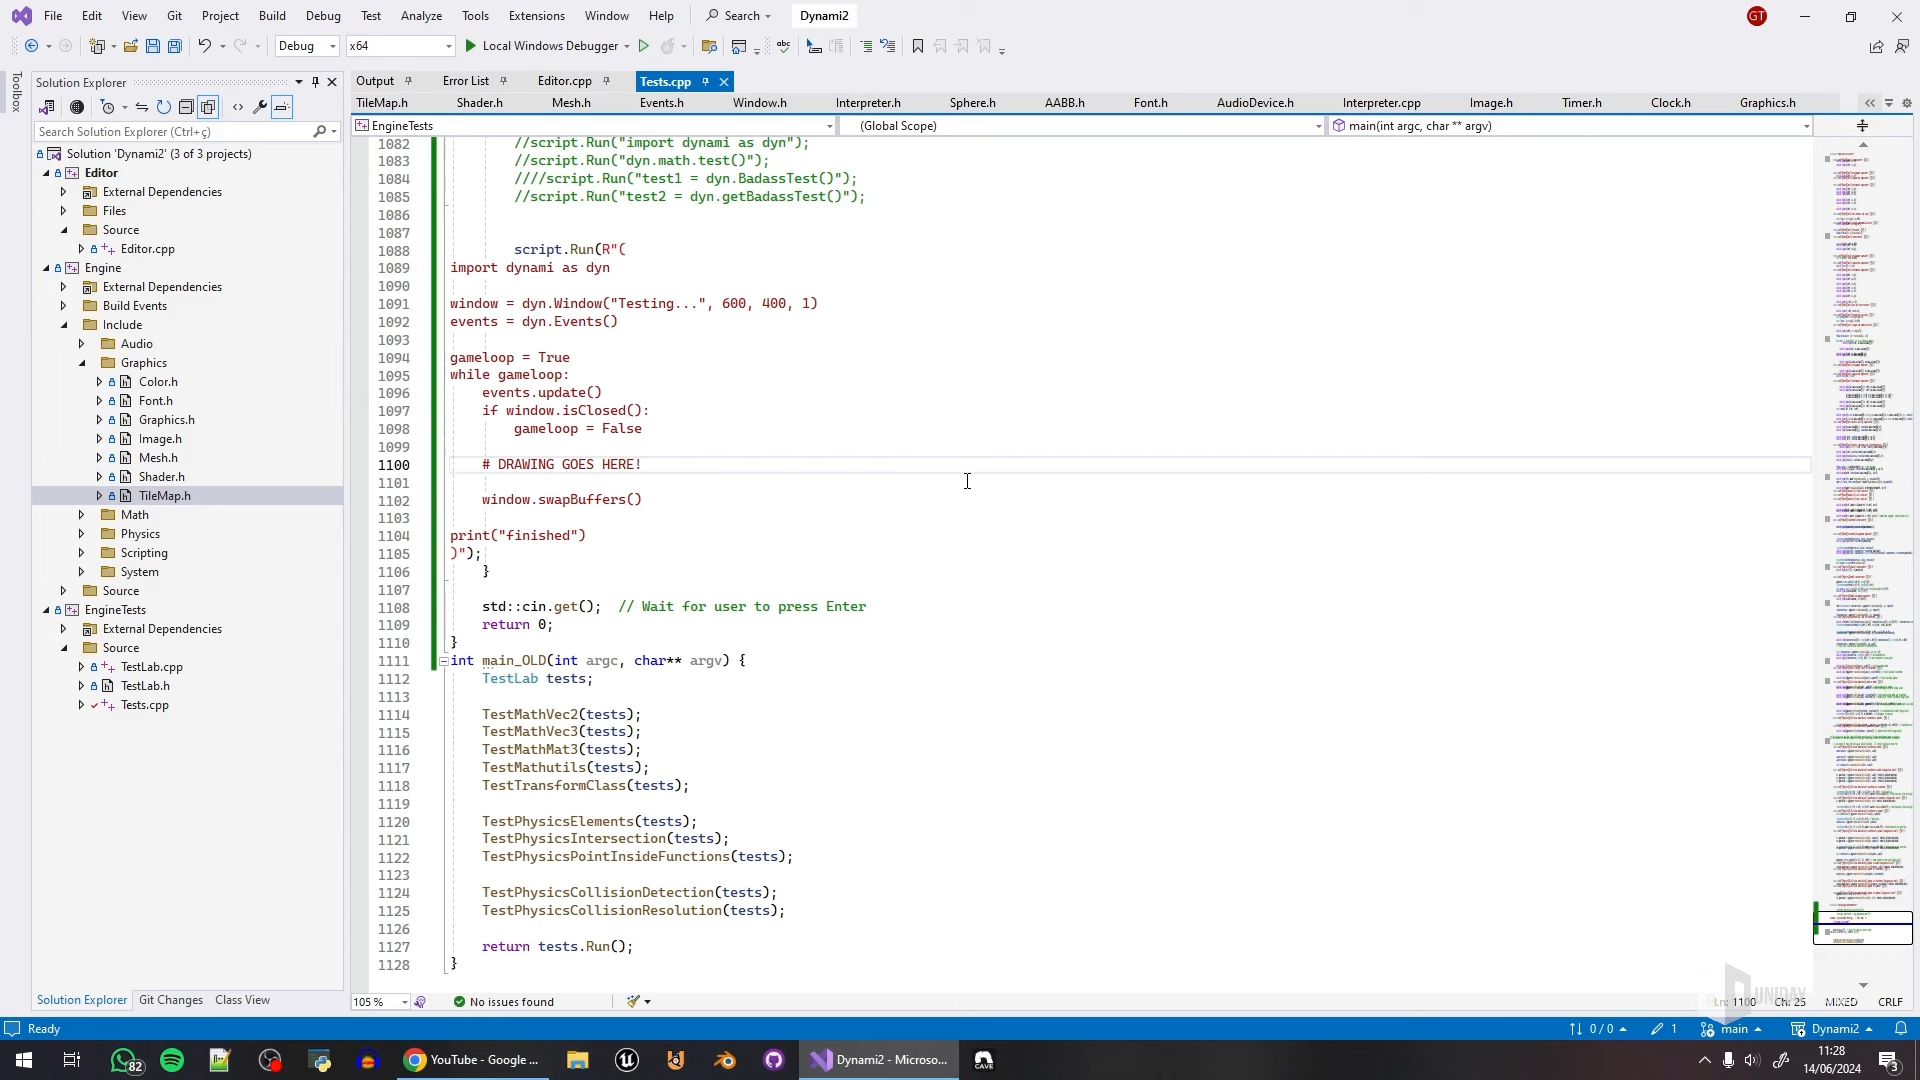 File Edit View Git Project Build Debug Test Analyze Tools Extensions Window Help Search Dynami2 GT
Debug x64 Local Windows Debugger
Toolbox
Solution Explorer
Search Solution Explorer (Ctrl+ç)
Solution 'Dynami2' (3 of 3 projects)
Editor
External Dependencies
Files
Source
Editor.cpp
Engine
External Dependencies
Build Events
Include
Audio
Graphics
Color.h
Font.h
Graphics.h
Image.h
Mesh.h
Shader.h
TileMap.h
Math
Physics
Scripting
System
Source
EngineTests
External Dependencies
Source
TestLab.cpp
TestLab.h
Tests.cpp
Solution Explorer Git Changes Class View
Output Error List Editor.cpp Tests.cpp
TileMap.h Shader.h Mesh.h Events.h Window.h Interpreter.h Sphere.h AABB.h Font.h AudioDevice.h Interpreter.cpp Image.h Timer.h Clock.h Graphics.h
EngineTests (Global Scope) main(int argc, char ** argv)
1082 //script.Run("import dynami as dyn");
1083 //script.Run("dyn.math.test()");
1084 ////script.Run("test1 = dyn.BadassTest()");
1085 //script.Run("test2 = dyn.getBadassTest()");
1086
1087
1088 script.Run(R"(
1089 import dynami as dyn
1090
1091 window = dyn.Window("Testing...", 600, 400, 1)
1092 events = dyn.Events()
1093
1094 gameloop = True
1095 while gameloop:
1096 events.update()
1097 if window.isClosed():
1098 gameloop = False
1099
1100 # DRAWING GOES HERE!
1101
1102 window.swapBuffers()
1103
1104 print("finished")
1105 )");
1106 }
1107
1108 std::cin.get(); // Wait for user to press Enter
1109 return 0;
1110 }
1111 int main_OLD(int argc, char** argv) {
1112 TestLab tests;
1113
1114 TestMathVec2(tests);
1115 TestMathVec3(tests);
1116 TestMathMat3(tests);
1117 TestMathutils(tests);
1118 TestTransformClass(tests);
1119
1120 TestPhysicsElements(tests);
1121 TestPhysicsIntersection(tests);
1122 TestPhysicsPointInsideFunctions(tests);
1123
1124 TestPhysicsCollisionDetection(tests);
1125 TestPhysicsCollisionResolution(tests);
1126
1127 return tests.Run();
1128 }
105 % No issues found Ln: 1100 Ch: 25 MIXED CRLF
UNIDAY
Ready 0 / 0 1 main Dynami2
82 YouTube - Google ... Dynami2 - Microso... CAVE 11:28
14/06/2024 3